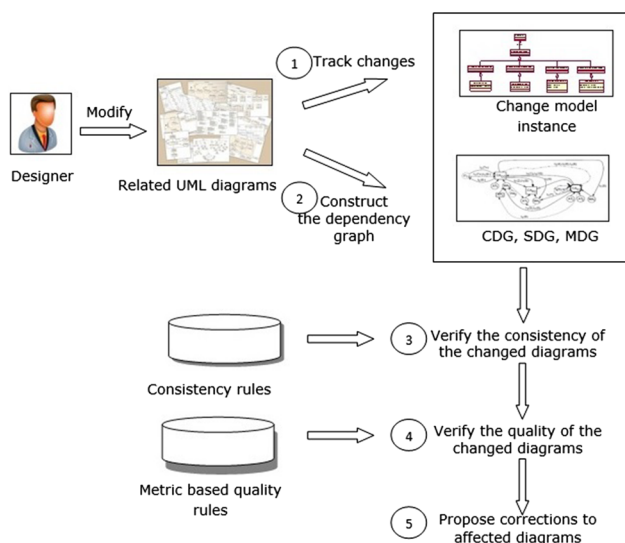 1
Track changes
Modify
Designer
Related UML diagrams
2
Construct
the dependency
graph
Change model
instance
CDG, SDG, MDG
3
Verify the consistency of
the changed diagrams
Consistency rules
4
Verify the quality of the
changed diagrams
Metric based quality
rules
5
Propose corrections to
affected diagrams